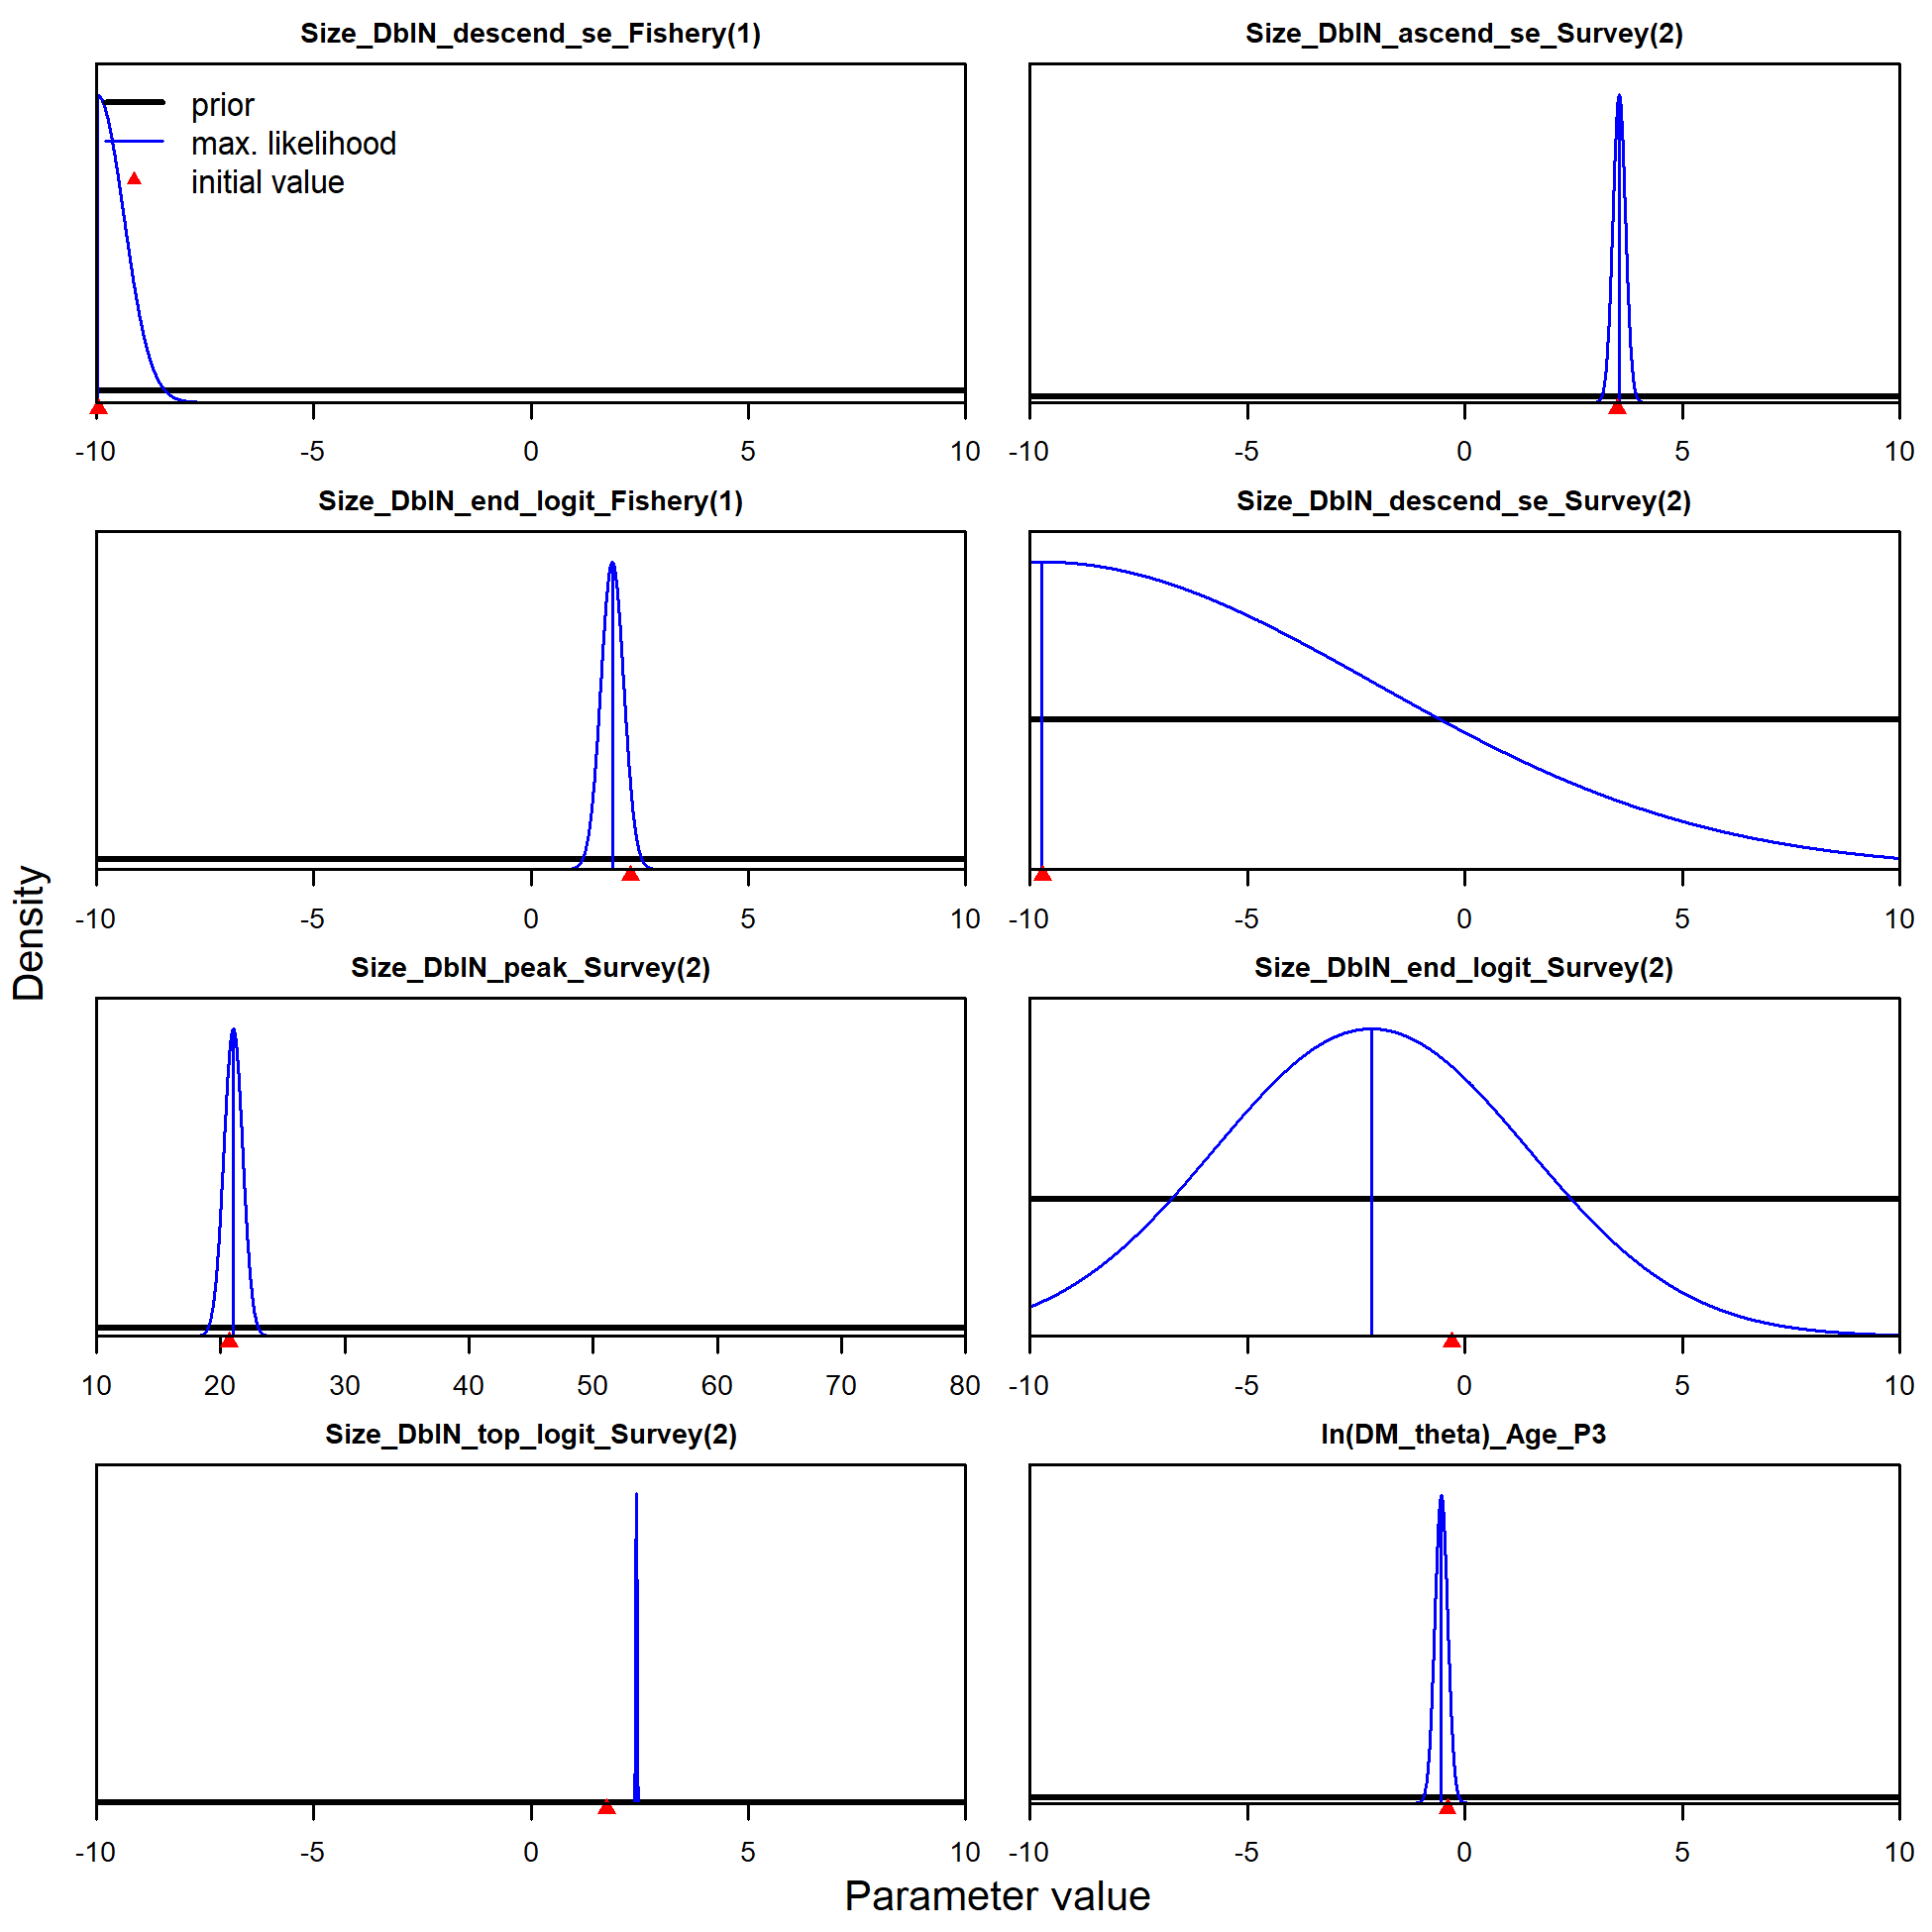 Size_DblN_descend_se_Fishery(1)
prior
max. likelihood
initial value
-10 -5 0 5 10
Size_DblN_ascend_se_Survey(2)
-10 -5 0 5 10
Size_DblN_end_logit_Fishery(1)
-10 -5 0 5 10
Size_DblN_descend_se_Survey(2)
-10 -5 0 5 10
Size_DblN_peak_Survey(2)
10 20 30 40 50 60 70 80
Size_DblN_end_logit_Survey(2)
-10 -5 0 5 10
Size_DblN_top_logit_Survey(2)
-10 -5 0 5 10
ln(DM_theta)_Age_P3
-10 -5 0 5 10
Density
Parameter value